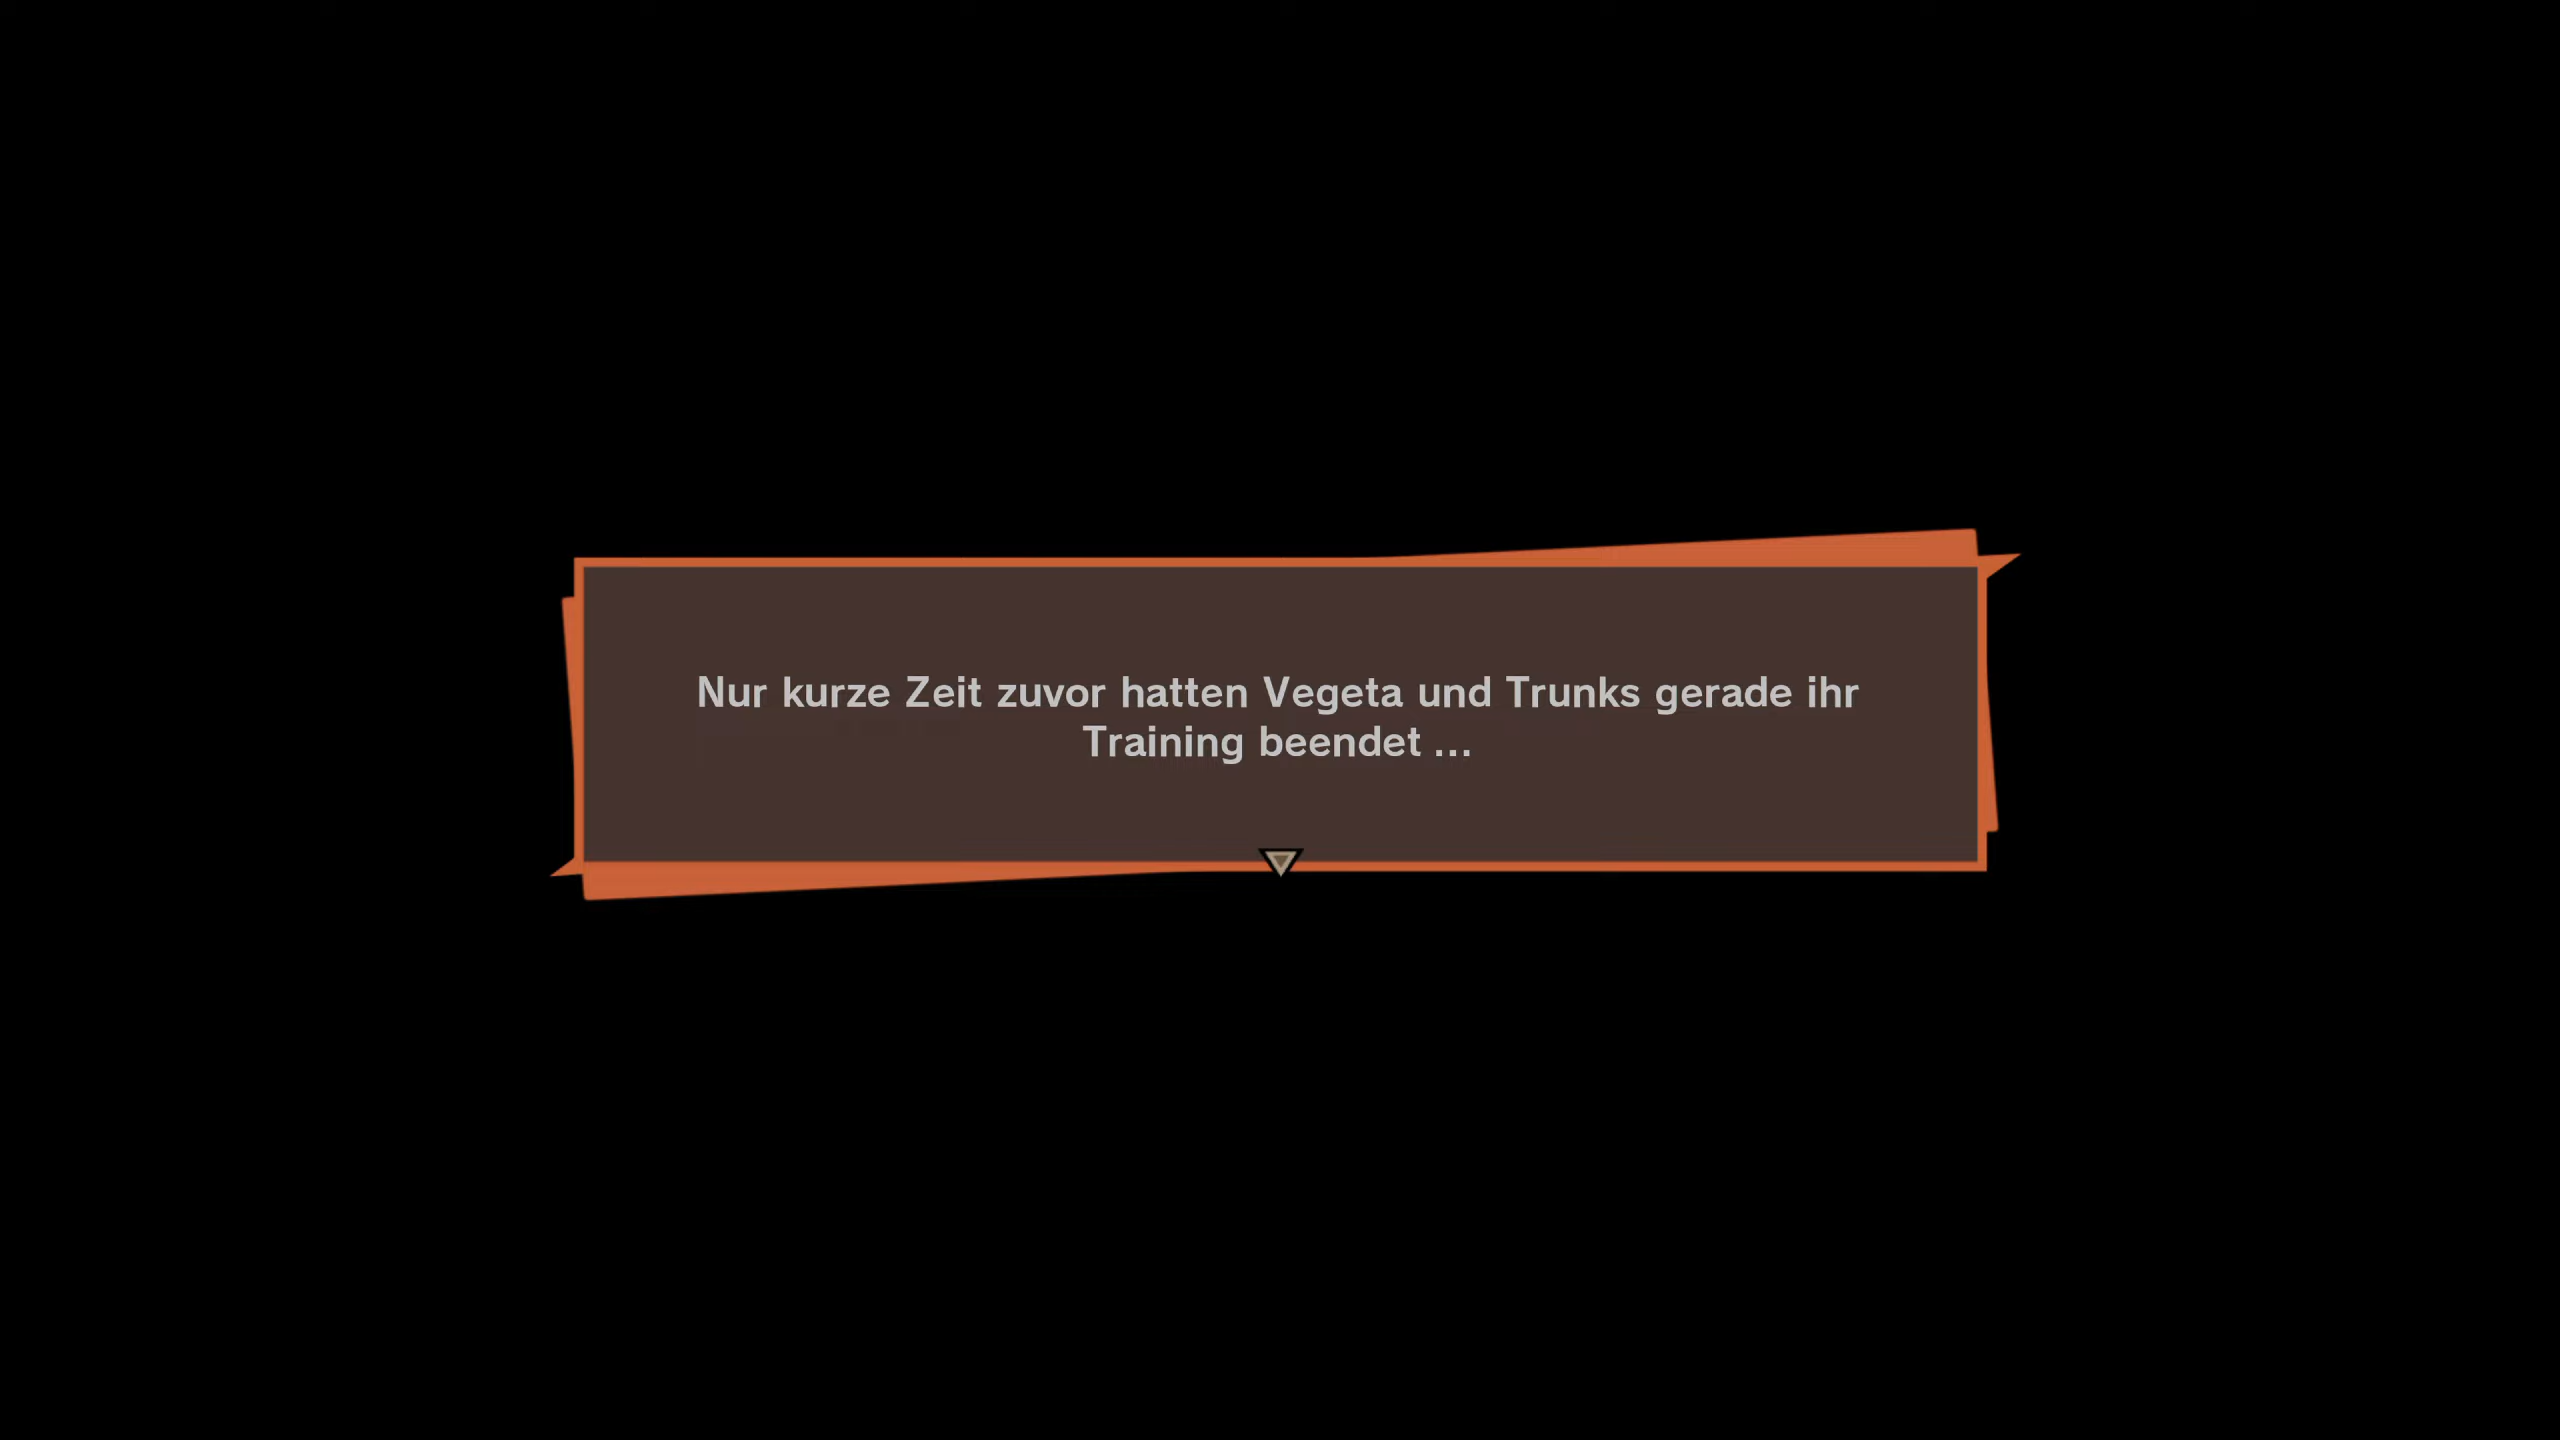 Nur kurze Zeit zuvor hatten Vegeta und Trunks gerade ihr
Training beendet ...